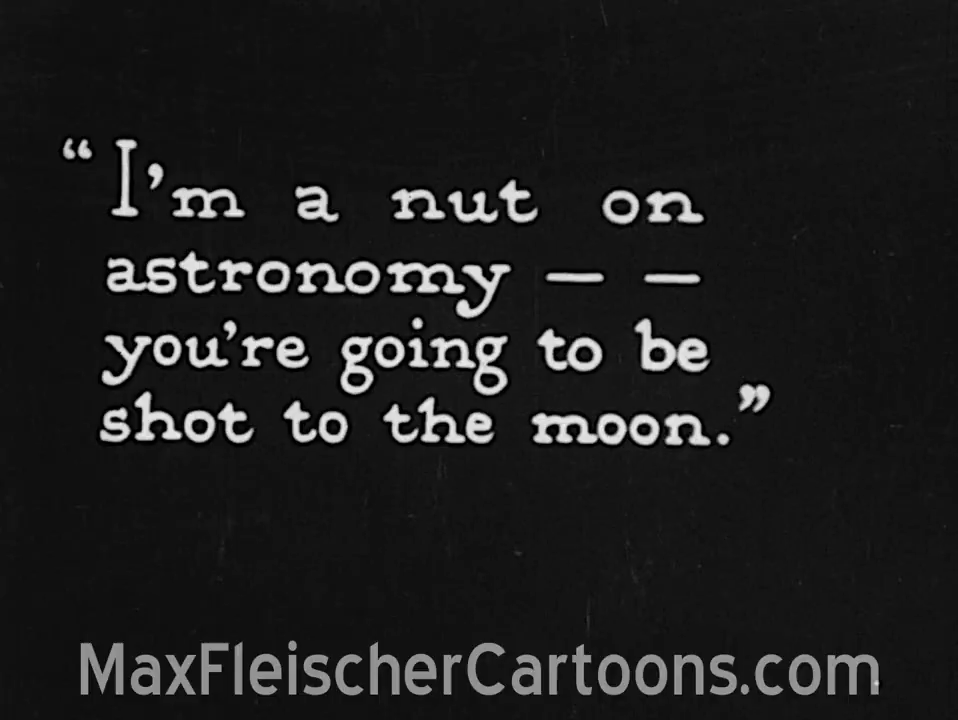 “I’m a nut on
astronomy — —
you’re going to be
shot to the moon.”
MaxFleischerCartoons.com